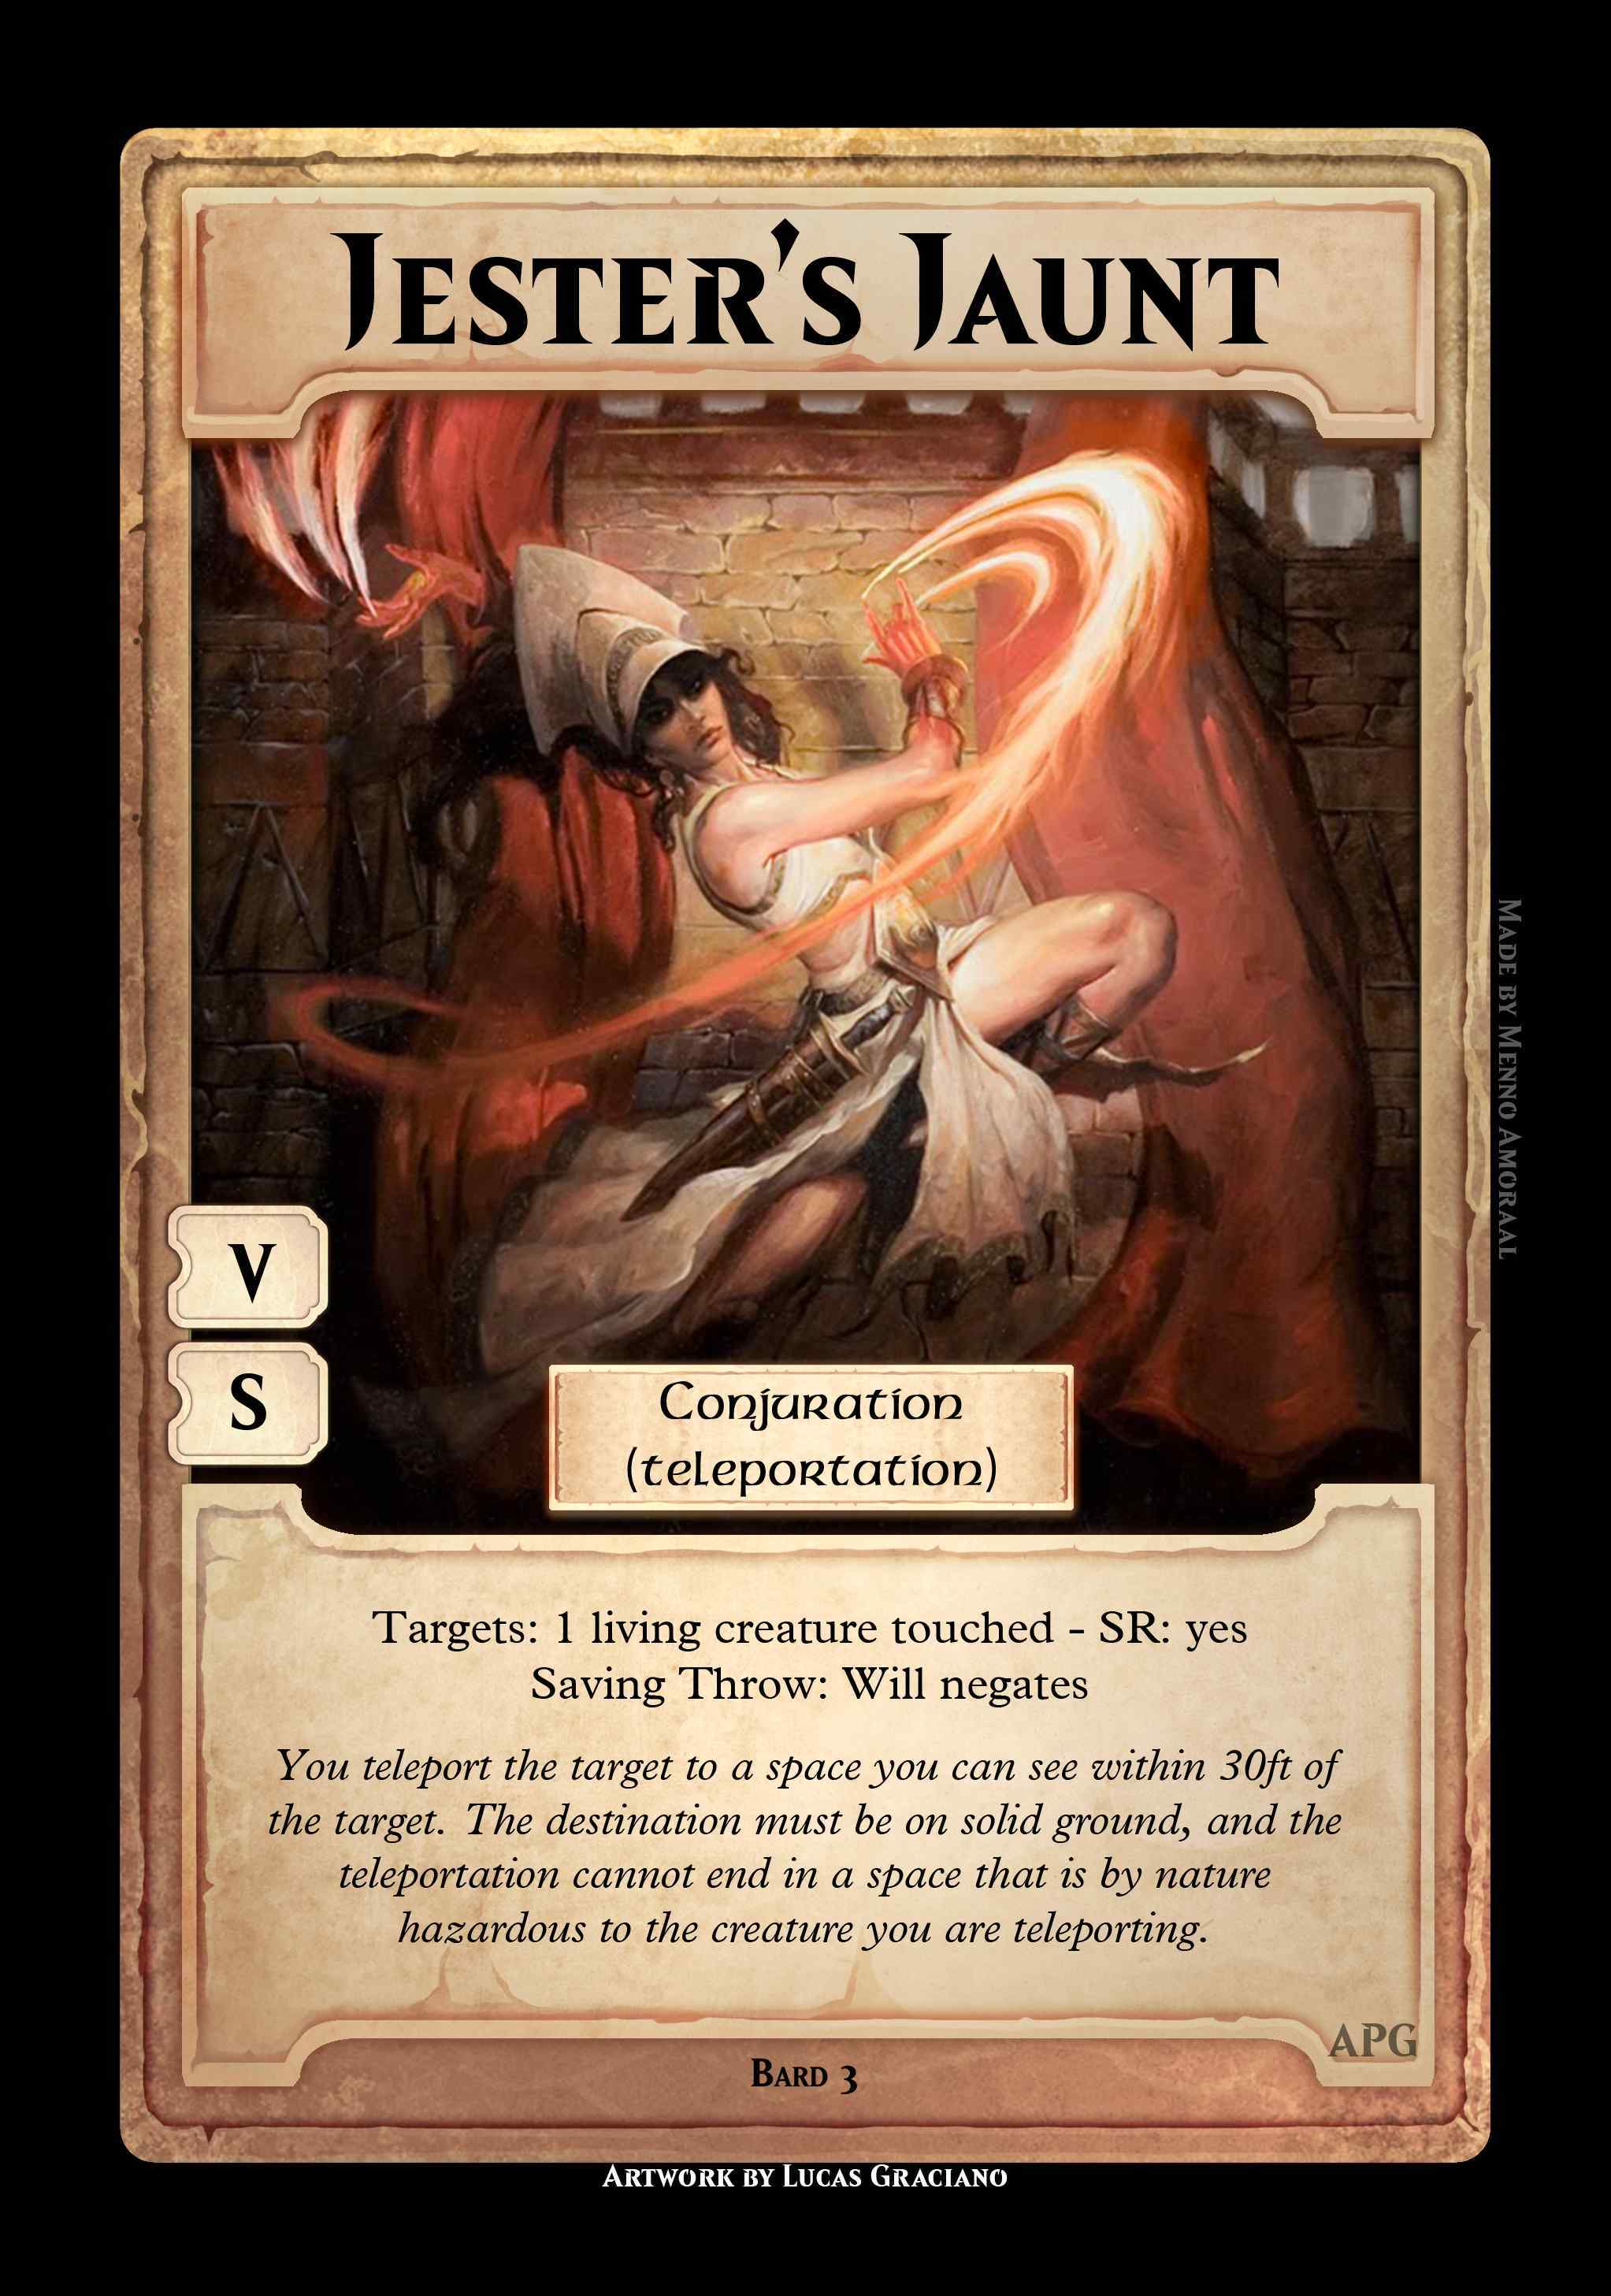 Jester's Jaunt
V
S
Conjuration
(teleportation)
Targets: 1 living creature touched - SR: yes
Saving Throw: Will negates
You teleport the target to a space you can see within 30ft of
the target. The destination must be on solid ground, and the
teleportation cannot end in a space that is by nature
hazardous to the creature you are teleporting.
APG
Bard 3
Artwork by Lucas Graciano
Made by Menno Amoraal